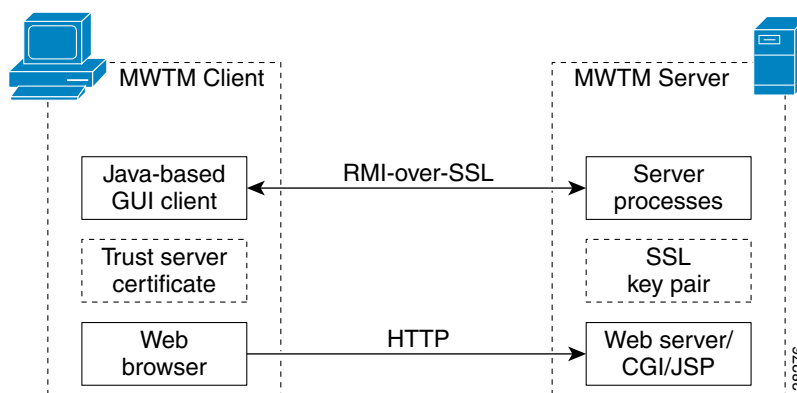 MWTM Client
MWTM Server
Java-based
GUI client
RMI-over-SSL
Server
processes
Trust server
certificate
SSL
key pair
Web
browser
HTTP
Web server/
CGI/JSP